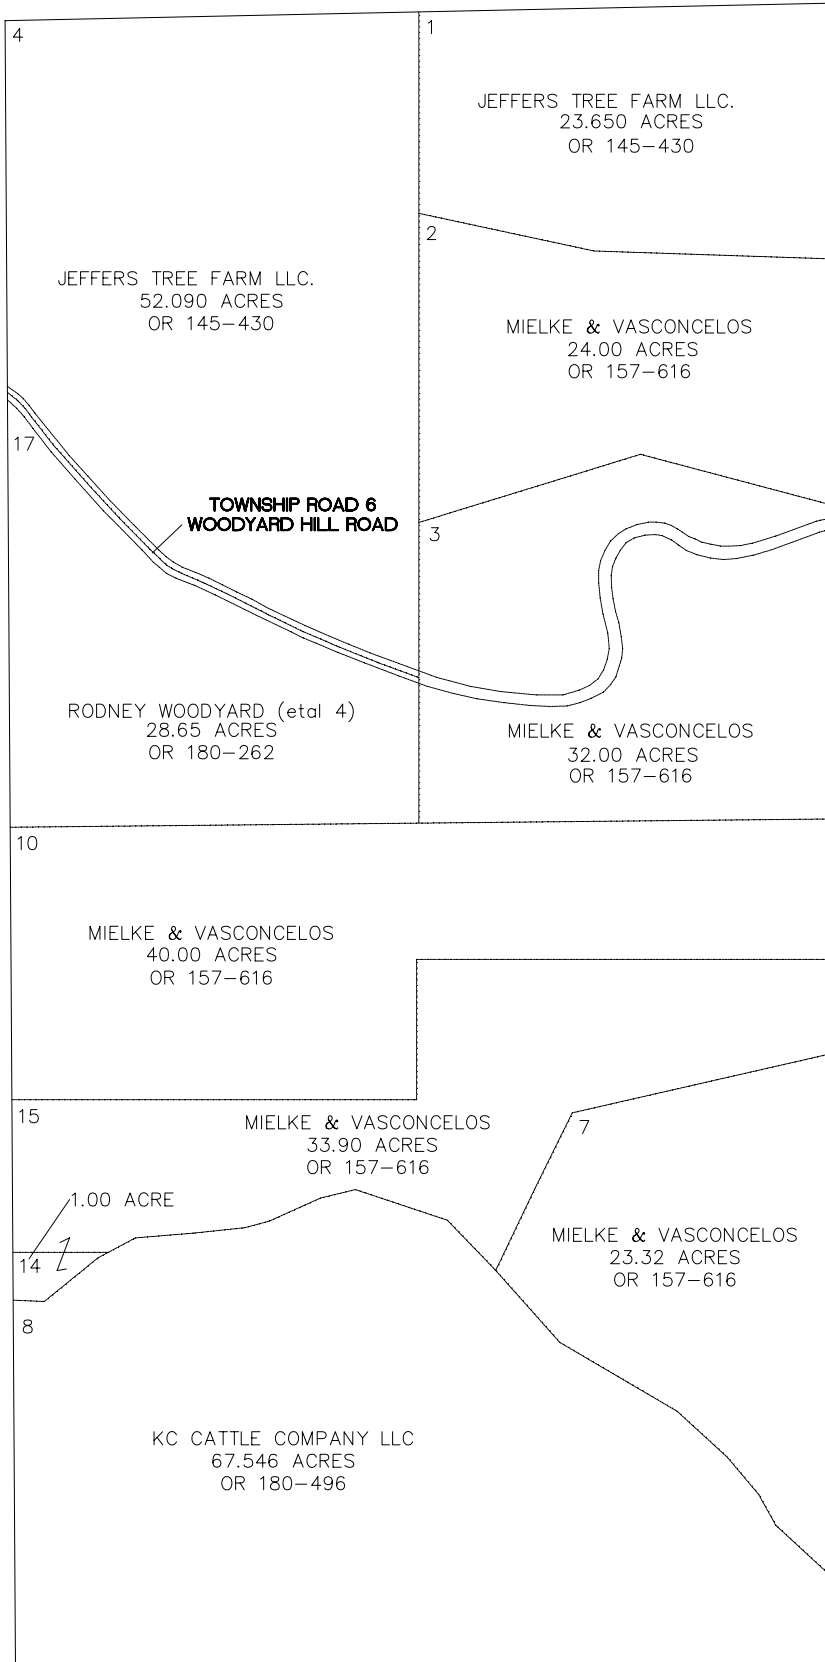 4
1
JEFFERS TREE FARM LLC.
23.650 ACRES
OR 145-430
2
JEFFERS TREE FARM LLC.
52.090 ACRES
OR 145-430
MIELKE & VASCONCELOS
24.00 ACRES
OR 157-616
17
TOWNSHIP ROAD 6
WOODYARD HILL ROAD
3
RODNEY WOODYARD (etal 4)
28.65 ACRES
OR 180-262
MIELKE & VASCONCELOS
32.00 ACRES
OR 157-616
10
MIELKE & VASCONCELOS
40.00 ACRES
OR 157-616
15
MIELKE & VASCONCELOS
33.90 ACRES
OR 157-616
7
1.00 ACRE
14
MIELKE & VASCONCELOS
23.32 ACRES
OR 157-616
8
KC CATTLE COMPANY LLC
67.546 ACRES
OR 180-496